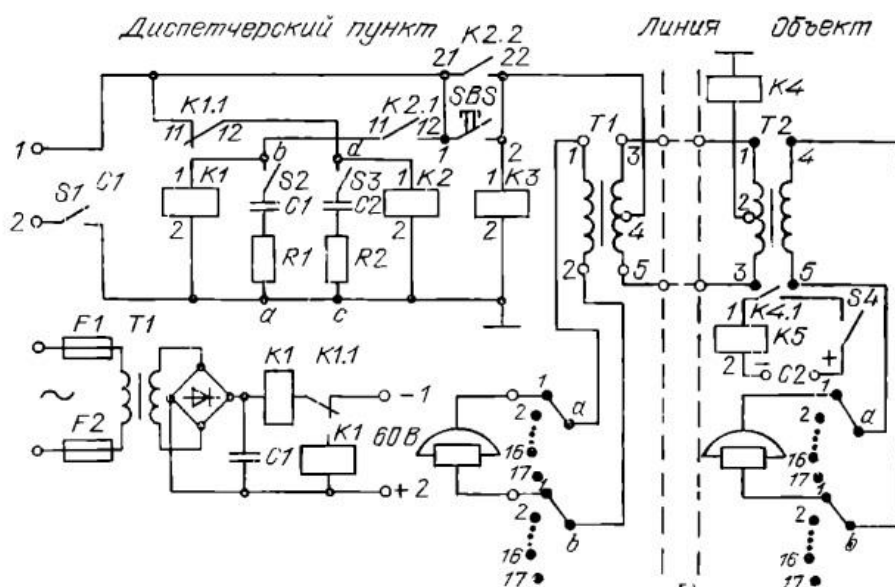 Диспетчерский пункт Линия Объект
21 K2.2 22
K1.1 K2.1 SBS K4
11 12 11 12 T1 T2
1 b d 1 2 1 3 1 4
S1 C1 1 K1 S2 S3 1 K2 1 K3
2 C1 C2 4 2
2 R1 R2 2 2 2 5 3 5
a c
F1 T1 K1 K1.1 -1 1 K4.1 S4
K5
2 − C2 +
~ K1 60В 1 1
C1 2 a 2 a
F2 16 16
+2 17 1 17 1
2 2
b b
16 16
17 17